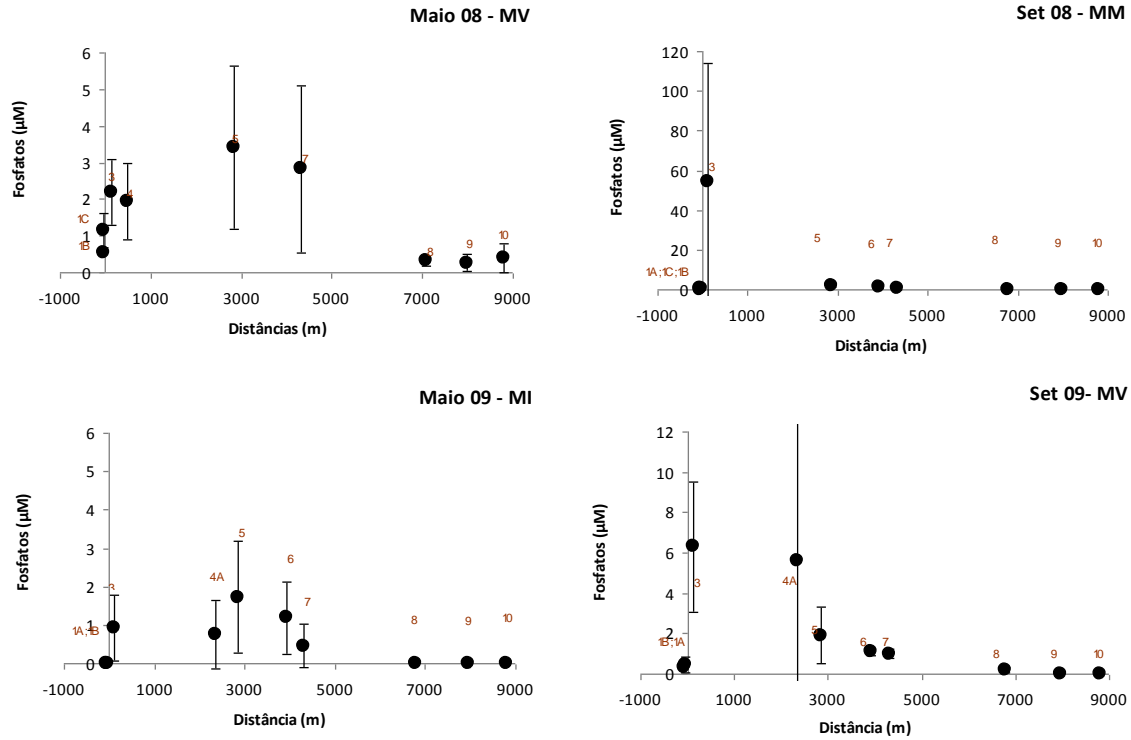 Maio 08 - MV
6
5
4
3
2
1
0
Fosfatos (µM)
1C
1B
3
4
5
7
8
9
10
-1000 1000 3000 5000 7000 9000
Distâncias (m)
Set 08 - MM
120
100
80
60
40
20
0
Fosfatos (µM)
1A;1C;1B
3
5
6
7
8
9
10
-1000 1000 3000 5000 7000 9000
Distância (m)
Maio 09 - MI
6
5
4
3
2
1
0
Fosfatos (µM)
1A;1B
3
4A
5
6
7
8
9
10
-1000 1000 3000 5000 7000 9000
Distância (m)
Set 09- MV
12
10
8
6
4
2
0
Fosfatos (µM)
1B;1A
3
4A
5
6
7
8
9
10
-1000 1000 3000 5000 7000 9000
Distância (m)